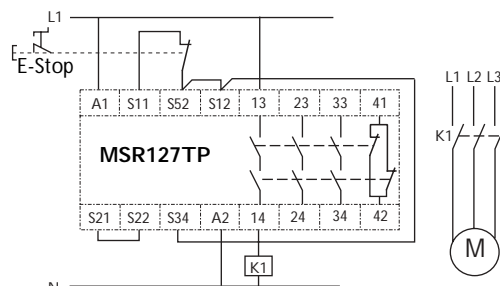 L1
E-Stop
A1 S11 S52 S12 13 23 33 41
MSR127TP
S21 S22 S34 A2 14 24 34 42
K1
N
L1 L2 L3
K1
M